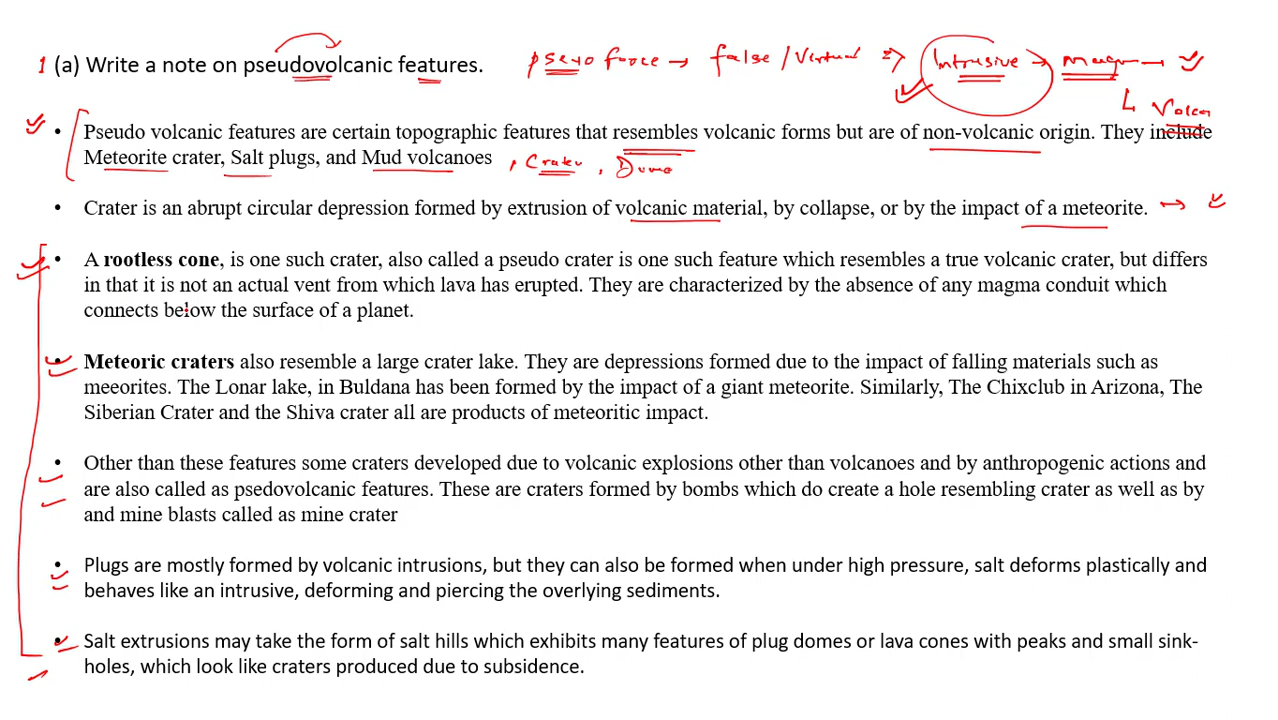 1 (a) Write a note on pseudovolcanic features. pseudo force → false/Virtual ⇒ Intrusive → magma →
↳ Volcan
• Pseudo volcanic features are certain topographic features that resembles volcanic forms but are of non-volcanic origin. They include
Meteorite crater, Salt plugs, and Mud volcanoes , Crater , Dome
• Crater is an abrupt circular depression formed by extrusion of volcanic material, by collapse, or by the impact of a meteorite. →
• A rootless cone, is one such crater, also called a pseudo crater is one such feature which resembles a true volcanic crater, but differs
in that it is not an actual vent from which lava has erupted. They are characterized by the absence of any magma conduit which
connects below the surface of a planet.
• Meteoric craters also resemble a large crater lake. They are depressions formed due to the impact of falling materials such as
meeorites. The Lonar lake, in Buldana has been formed by the impact of a giant meteorite. Similarly, The Chixclub in Arizona, The
Siberian Crater and the Shiva crater all are products of meteoritic impact.
• Other than these features some craters developed due to volcanic explosions other than volcanoes and by anthropogenic actions and
are also called as psedovolcanic features. These are craters formed by bombs which do create a hole resembling crater as well as by
and mine blasts called as mine crater
• Plugs are mostly formed by volcanic intrusions, but they can also be formed when under high pressure, salt deforms plastically and
behaves like an intrusive, deforming and piercing the overlying sediments.
• Salt extrusions may take the form of salt hills which exhibits many features of plug domes or lava cones with peaks and small sink-
holes, which look like craters produced due to subsidence.